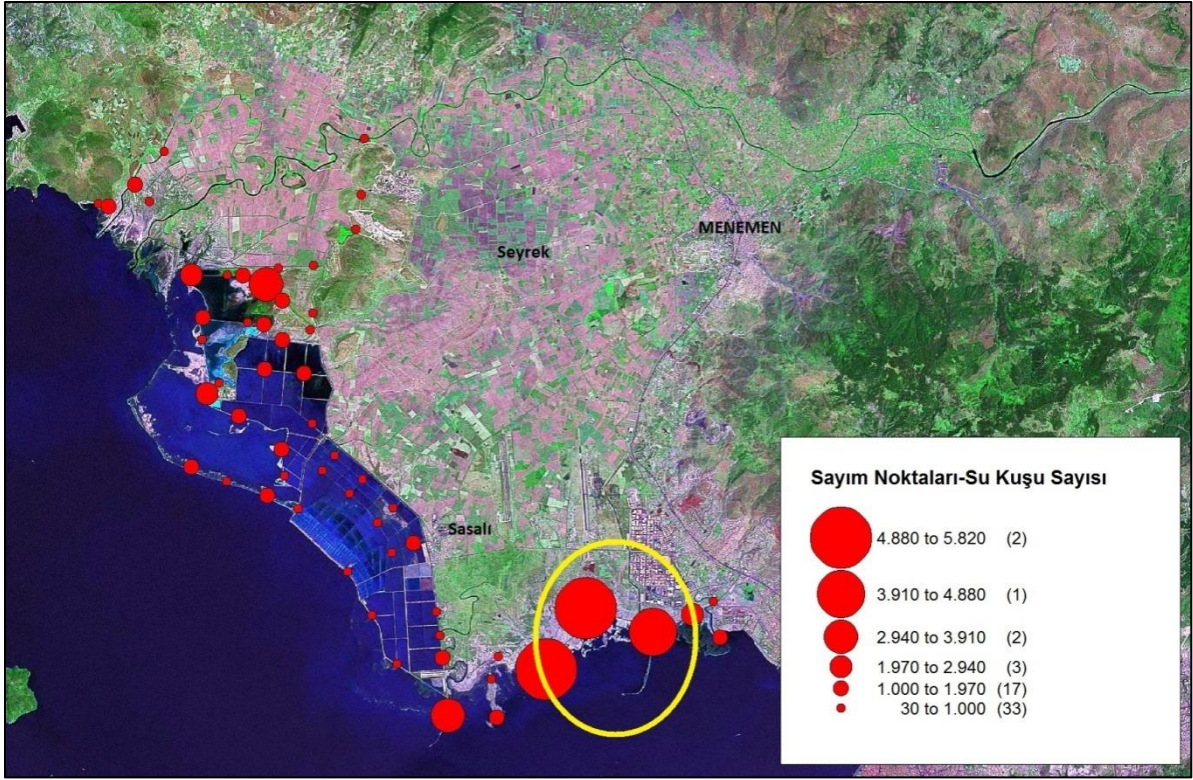 MENEMEN
Seyrek
Sasalı
Sayım Noktaları-Su Kuşu Sayısı
4.880 to 5.820 (2)
3.910 to 4.880 (1)
2.940 to 3.910 (2)
1.970 to 2.940 (3)
1.000 to 1.970 (17)
30 to 1.000 (33)